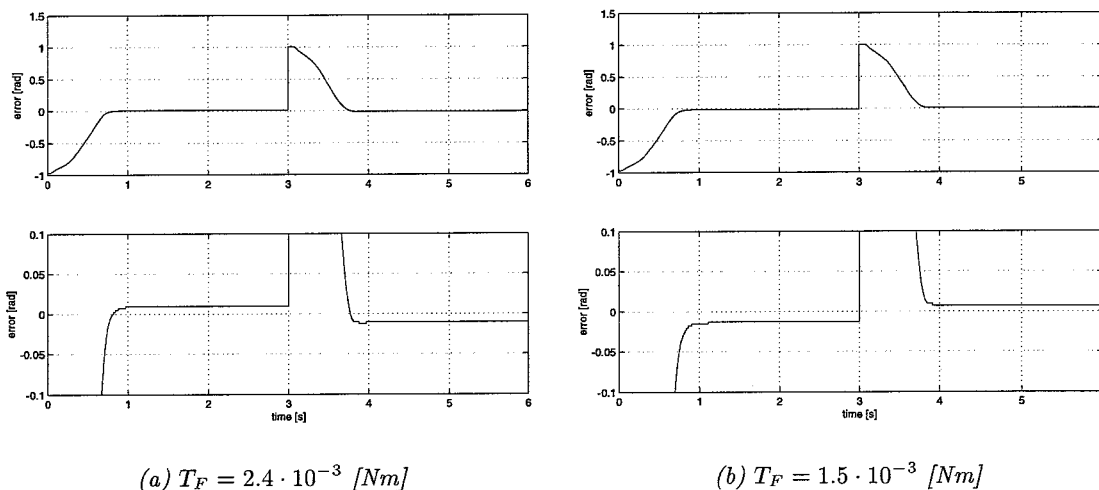 1.5
1
0.5
0
-0.5
-1
error [rad]
0 1 2 3 4 5 6
0.1
0.05
0
-0.05
-0.1
error [rad]
0 1 2 3 4 5 6
time [s]
(a) T_F = 2.4 · 10^{-3} [Nm]
1.5
1
0.5
0
-0.5
-1
error [rad]
0 1 2 3 4 5
0.1
0.05
0
-0.05
-0.1
error [rad]
0 1 2 3 4 5
time [s]
(b) T_F = 1.5 · 10^{-3} [Nm]